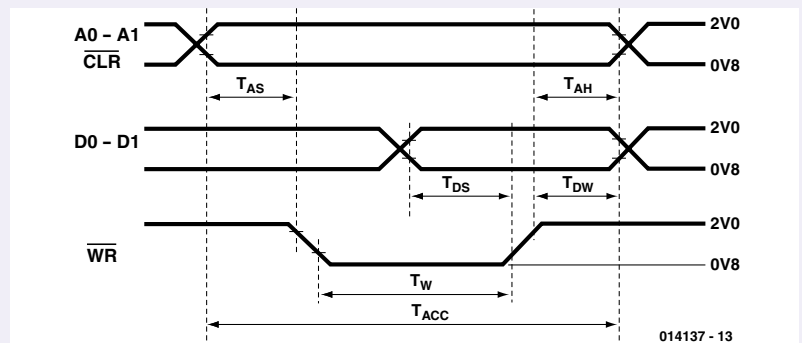 A0 – A1
CLR
2V0
0V8
TAS
TAH
D0 – D1
2V0
0V8
TDS
TDW
WR
2V0
0V8
TW
TACC
014137 - 13